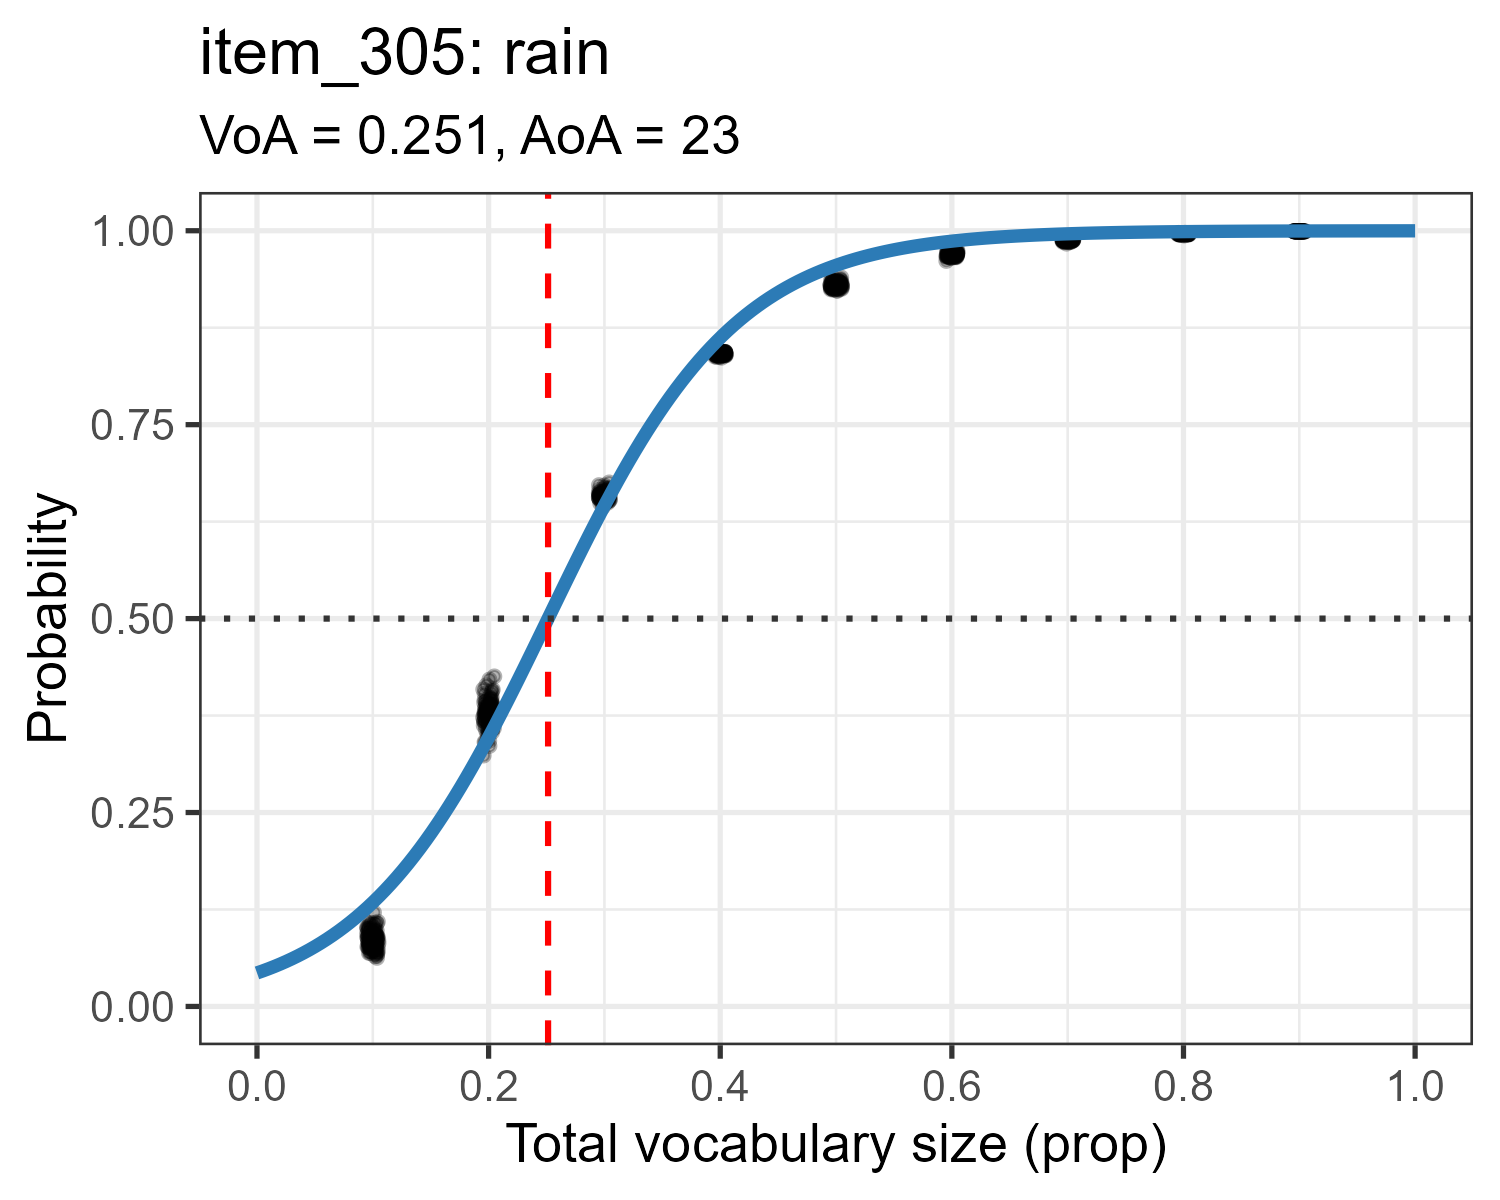 item_305: rain
VoA = 0.251, AoA = 23
1.00
0.75
0.50
0.25
0.00
Probability
0.0 0.2 0.4 0.6 0.8 1.0
Total vocabulary size (prop)